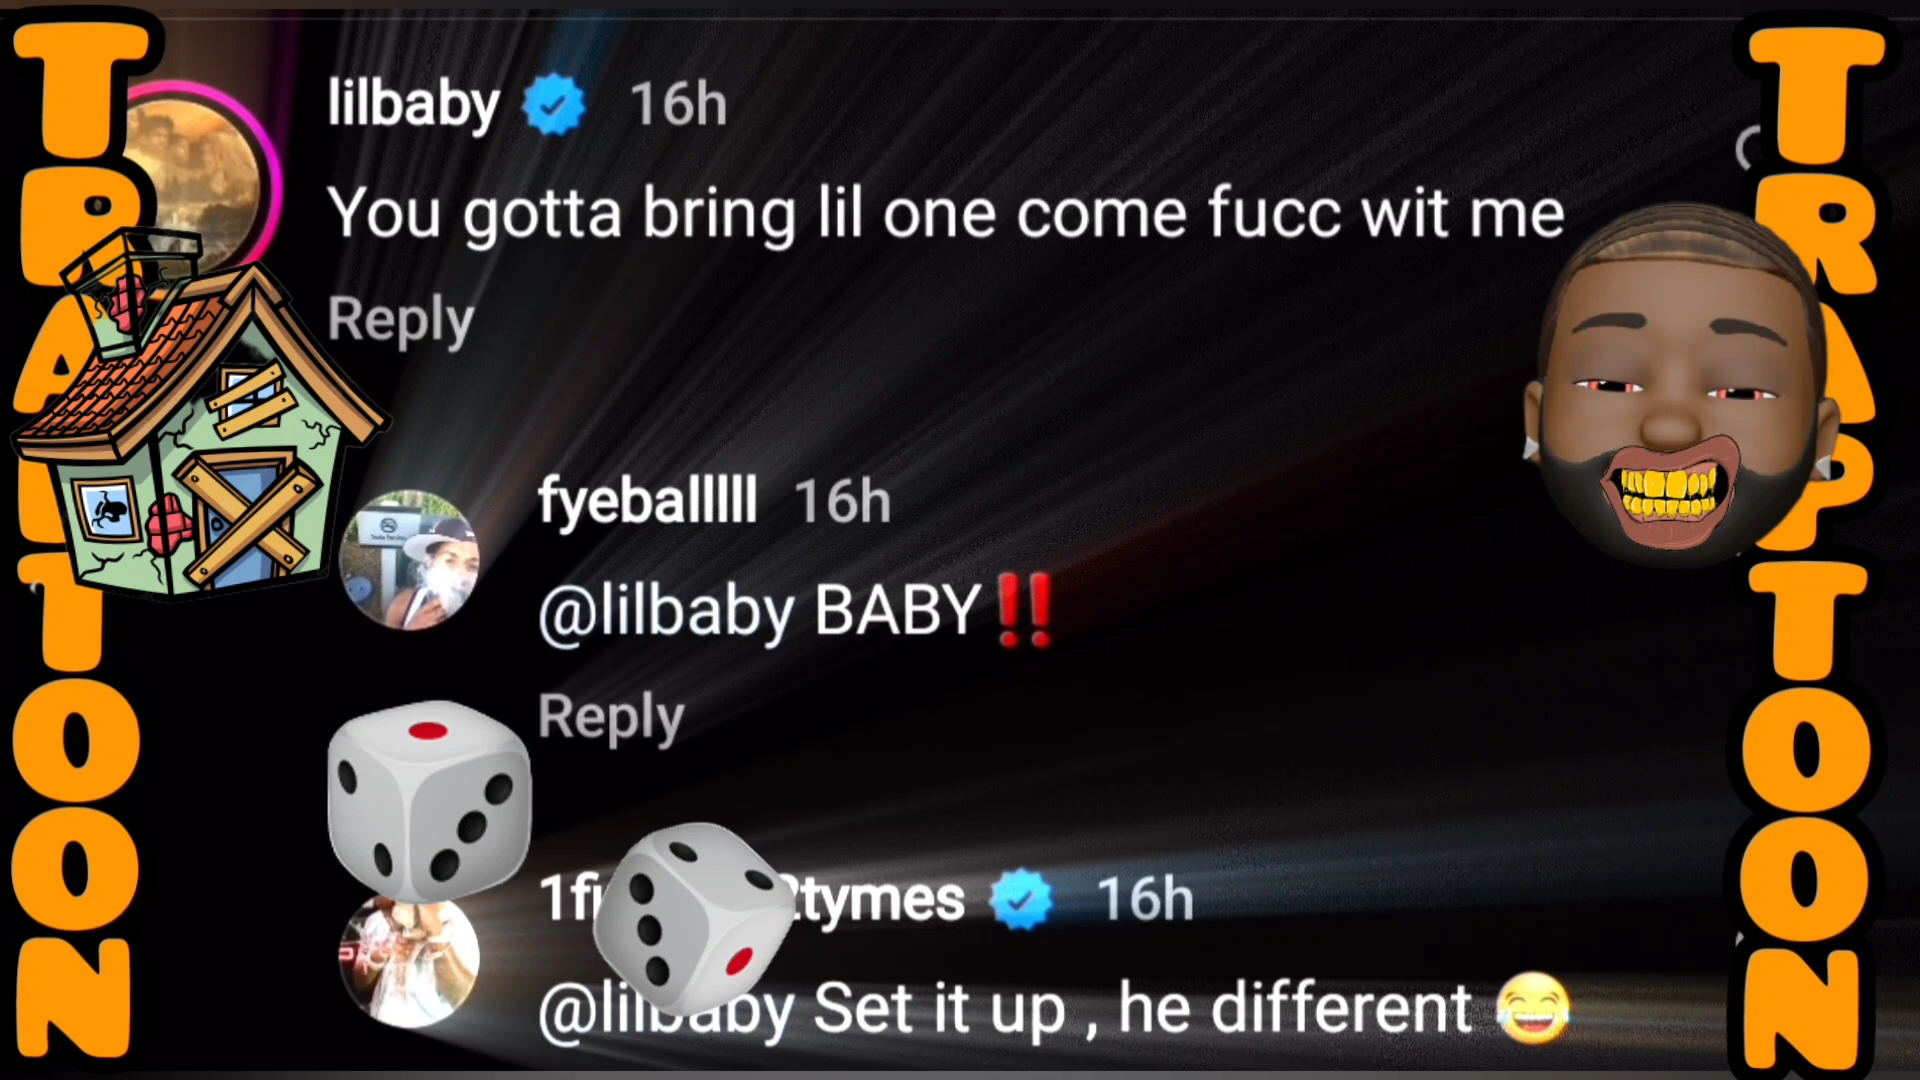 TRAPTOON
lilbaby 16h
You gotta bring lil one come fucc wit me
Reply
fyeballlll 16h
@lilbaby BABY‼️
Reply
16h
@lilbaby Set it up , he different 😂
TRAPTOON